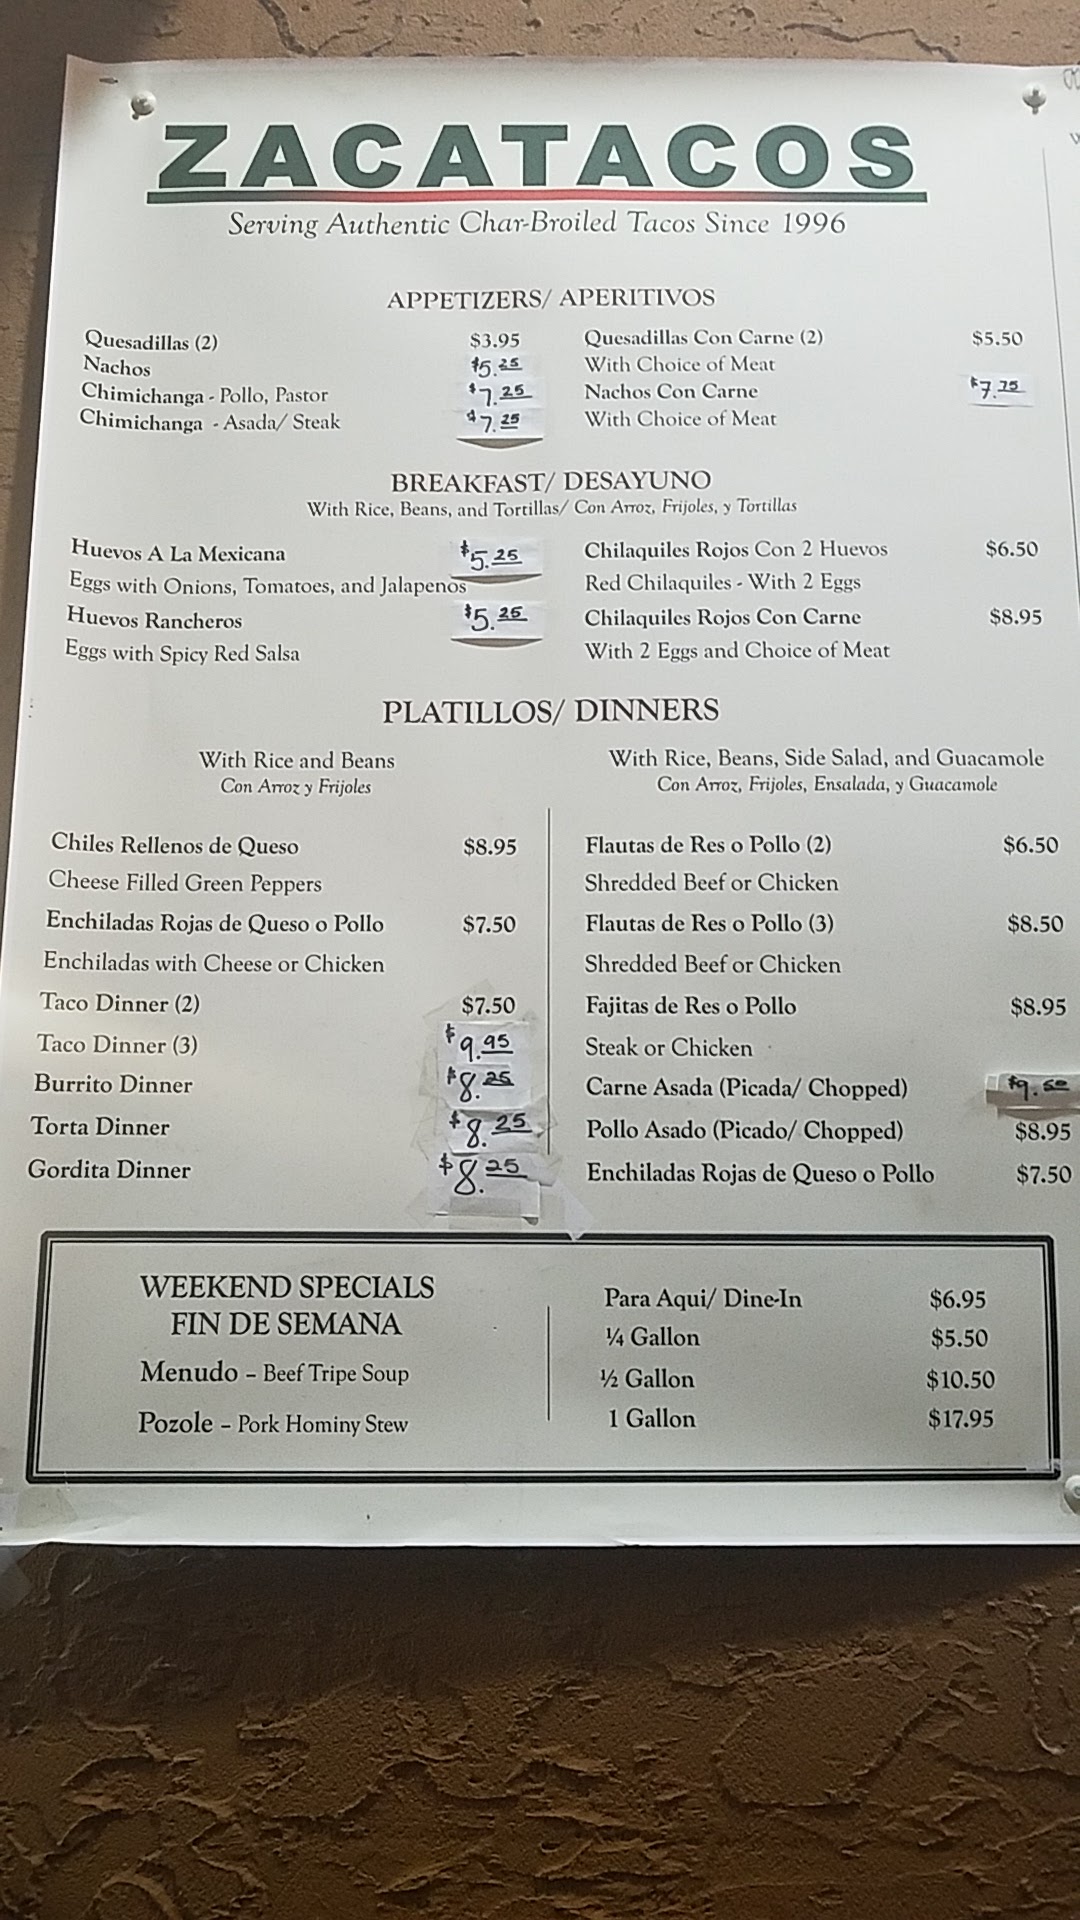 ZACATACOS
Serving Authentic Char-Broiled Tacos Since 1996
APPETIZERS/ APERITIVOS
Quesadillas (2) $3.95
Nachos $5.25
Chimichanga - Pollo, Pastor $7.25
Chimichanga - Asada/ Steak $7.25
Quesadillas Con Carne (2) $5.50
With Choice of Meat
Nachos Con Carne $7.75
With Choice of Meat
BREAKFAST/ DESAYUNO
With Rice, Beans, and Tortillas/ Con Arroz, Frijoles, y Tortillas
Huevos A La Mexicana $5.25
Eggs with Onions, Tomatoes, and Jalapenos
Huevos Rancheros $5.25
Eggs with Spicy Red Salsa
Chilaquiles Rojos Con 2 Huevos $6.50
Red Chilaquiles - With 2 Eggs
Chilaquiles Rojos Con Carne $8.95
With 2 Eggs and Choice of Meat
PLATILLOS/ DINNERS
With Rice and Beans
Con Arroz y Frijoles
Chiles Rellenos de Queso $8.95
Cheese Filled Green Peppers
Enchiladas Rojas de Queso o Pollo $7.50
Enchiladas with Cheese or Chicken
Taco Dinner (2) $7.50
Taco Dinner (3) $9.95
Burrito Dinner $8.25
Torta Dinner $8.25
Gordita Dinner $8.25
With Rice, Beans, Side Salad, and Guacamole
Con Arroz, Frijoles, Ensalada, y Guacamole
Flautas de Res o Pollo (2) $6.50
Shredded Beef or Chicken
Flautas de Res o Pollo (3) $8.50
Shredded Beef or Chicken
Fajitas de Res o Pollo $8.95
Steak or Chicken
Carne Asada (Picada/ Chopped) $9.50
Pollo Asado (Picado/ Chopped) $8.95
Enchiladas Rojas de Queso o Pollo $7.50
WEEKEND SPECIALS
FIN DE SEMANA
Menudo – Beef Tripe Soup
Pozole – Pork Hominy Stew
Para Aqui/ Dine-In $6.95
¼ Gallon $5.50
½ Gallon $10.50
1 Gallon $17.95